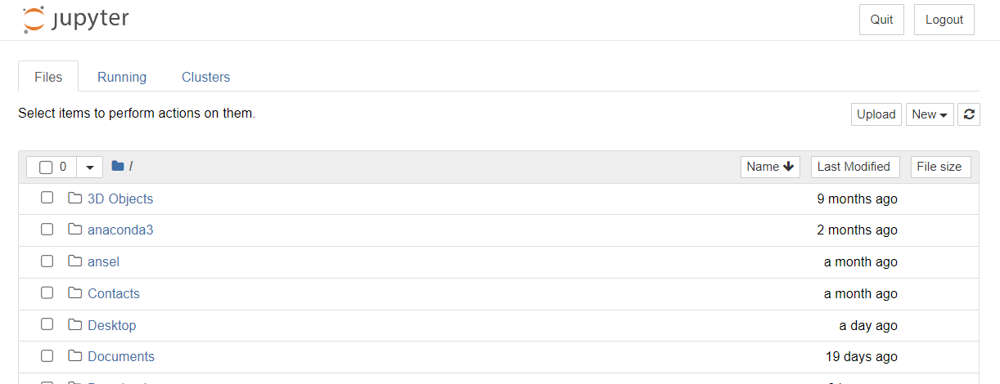 jupyter Quit Logout
Files Running Clusters
Select items to perform actions on them. Upload New
0 / Name Last Modified File size
3D Objects 9 months ago
anaconda3 2 months ago
ansel a month ago
Contacts a month ago
Desktop a day ago
Documents 19 days ago